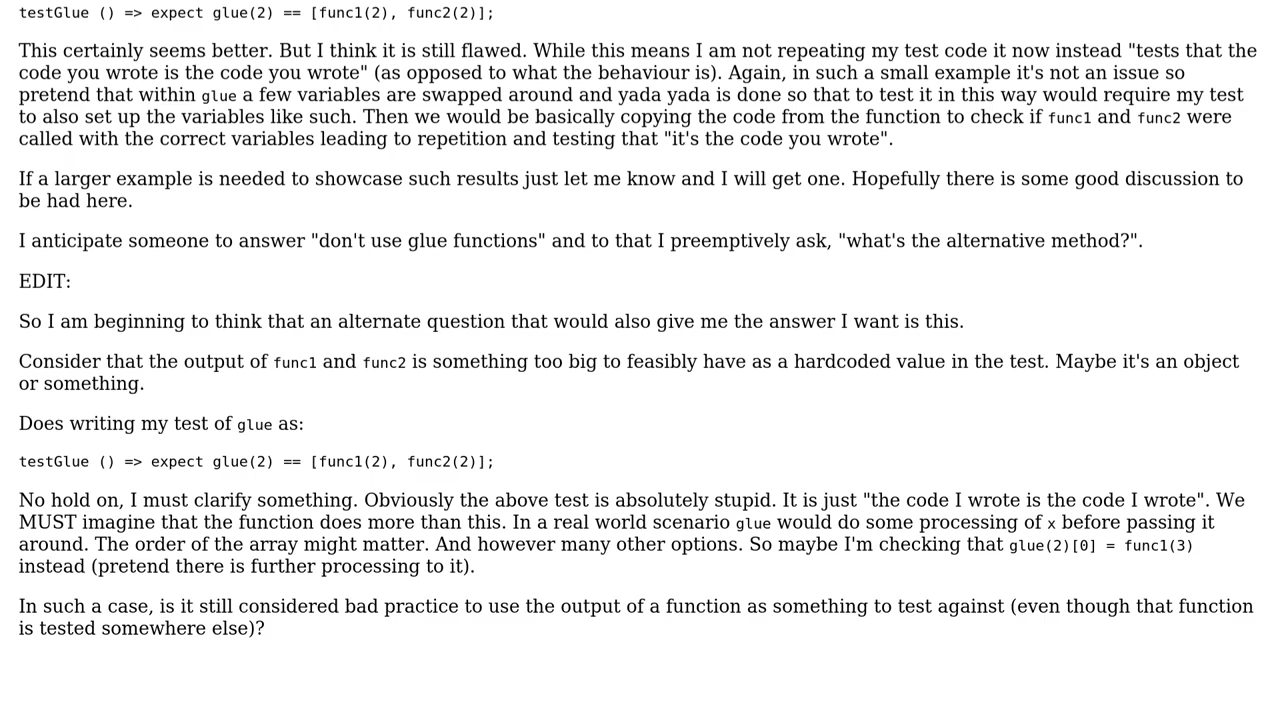 testGlue () => expect glue(2) == [func1(2), func2(2)];
This certainly seems better. But I think it is still flawed. While this means I am not repeating my test code it now instead "tests that the
code you wrote is the code you wrote" (as opposed to what the behaviour is). Again, in such a small example it's not an issue so
pretend that within glue a few variables are swapped around and yada yada is done so that to test it in this way would require my test
to also set up the variables like such. Then we would be basically copying the code from the function to check if func1 and func2 were
called with the correct variables leading to repetition and testing that "it's the code you wrote".
If a larger example is needed to showcase such results just let me know and I will get one. Hopefully there is some good discussion to
be had here.
I anticipate someone to answer "don't use glue functions" and to that I preemptively ask, "what's the alternative method?".
EDIT:
So I am beginning to think that an alternate question that would also give me the answer I want is this.
Consider that the output of func1 and func2 is something too big to feasibly have as a hardcoded value in the test. Maybe it's an object
or something.
Does writing my test of glue as:
testGlue () => expect glue(2) == [func1(2), func2(2)];
No hold on, I must clarify something. Obviously the above test is absolutely stupid. It is just "the code I wrote is the code I wrote". We
MUST imagine that the function does more than this. In a real world scenario glue would do some processing of x before passing it
around. The order of the array might matter. And however many other options. So maybe I'm checking that glue(2)[0] = func1(3)
instead (pretend there is further processing to it).
In such a case, is it still considered bad practice to use the output of a function as something to test against (even though that function
is tested somewhere else)?